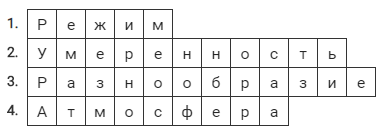 1. Режим
2. Умеренность
3. Разнообразие
4. Атмосфера